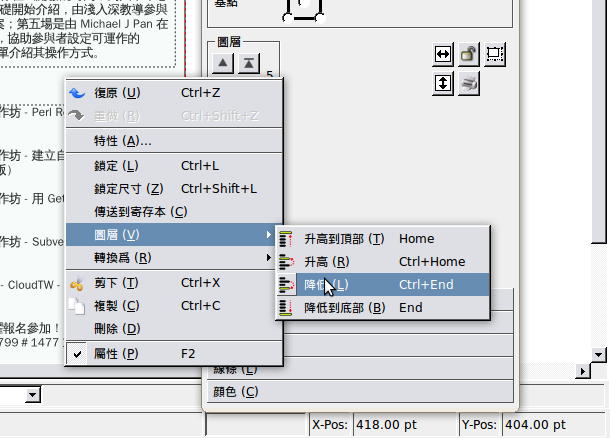 礎開始介紹，由淺入深教導參與
案；第五場是由 Michael J Pan 在
，協助參與者設定可運作的
單介紹其操作方式。
作坊 - Perl Re
作坊 - 建立自
版）
作坊 - 用 Get
作坊 - Subve
- CloudTW -
躍報名參加！
799 # 1477
基點
圖層
5
復原 (U) Ctrl+Z
重做 (R) Ctrl+Shift+Z
特性 (A)...
鎖定 (L) Ctrl+L
鎖定尺寸 (Z) Ctrl+Shift+L
傳送到寄存本 (C)
圖層 (V)
轉換爲 (R)
剪下 (T) Ctrl+X
複製 (C) Ctrl+C
刪除 (D)
屬性 (P) F2
升高到頂部 (T) Home
升高 (R) Ctrl+Home
降低 (L) Ctrl+End
降低到底部 (B) End
線條 (L)
顏色 (C)
X-Pos: 418.00 pt Y-Pos: 404.00 pt